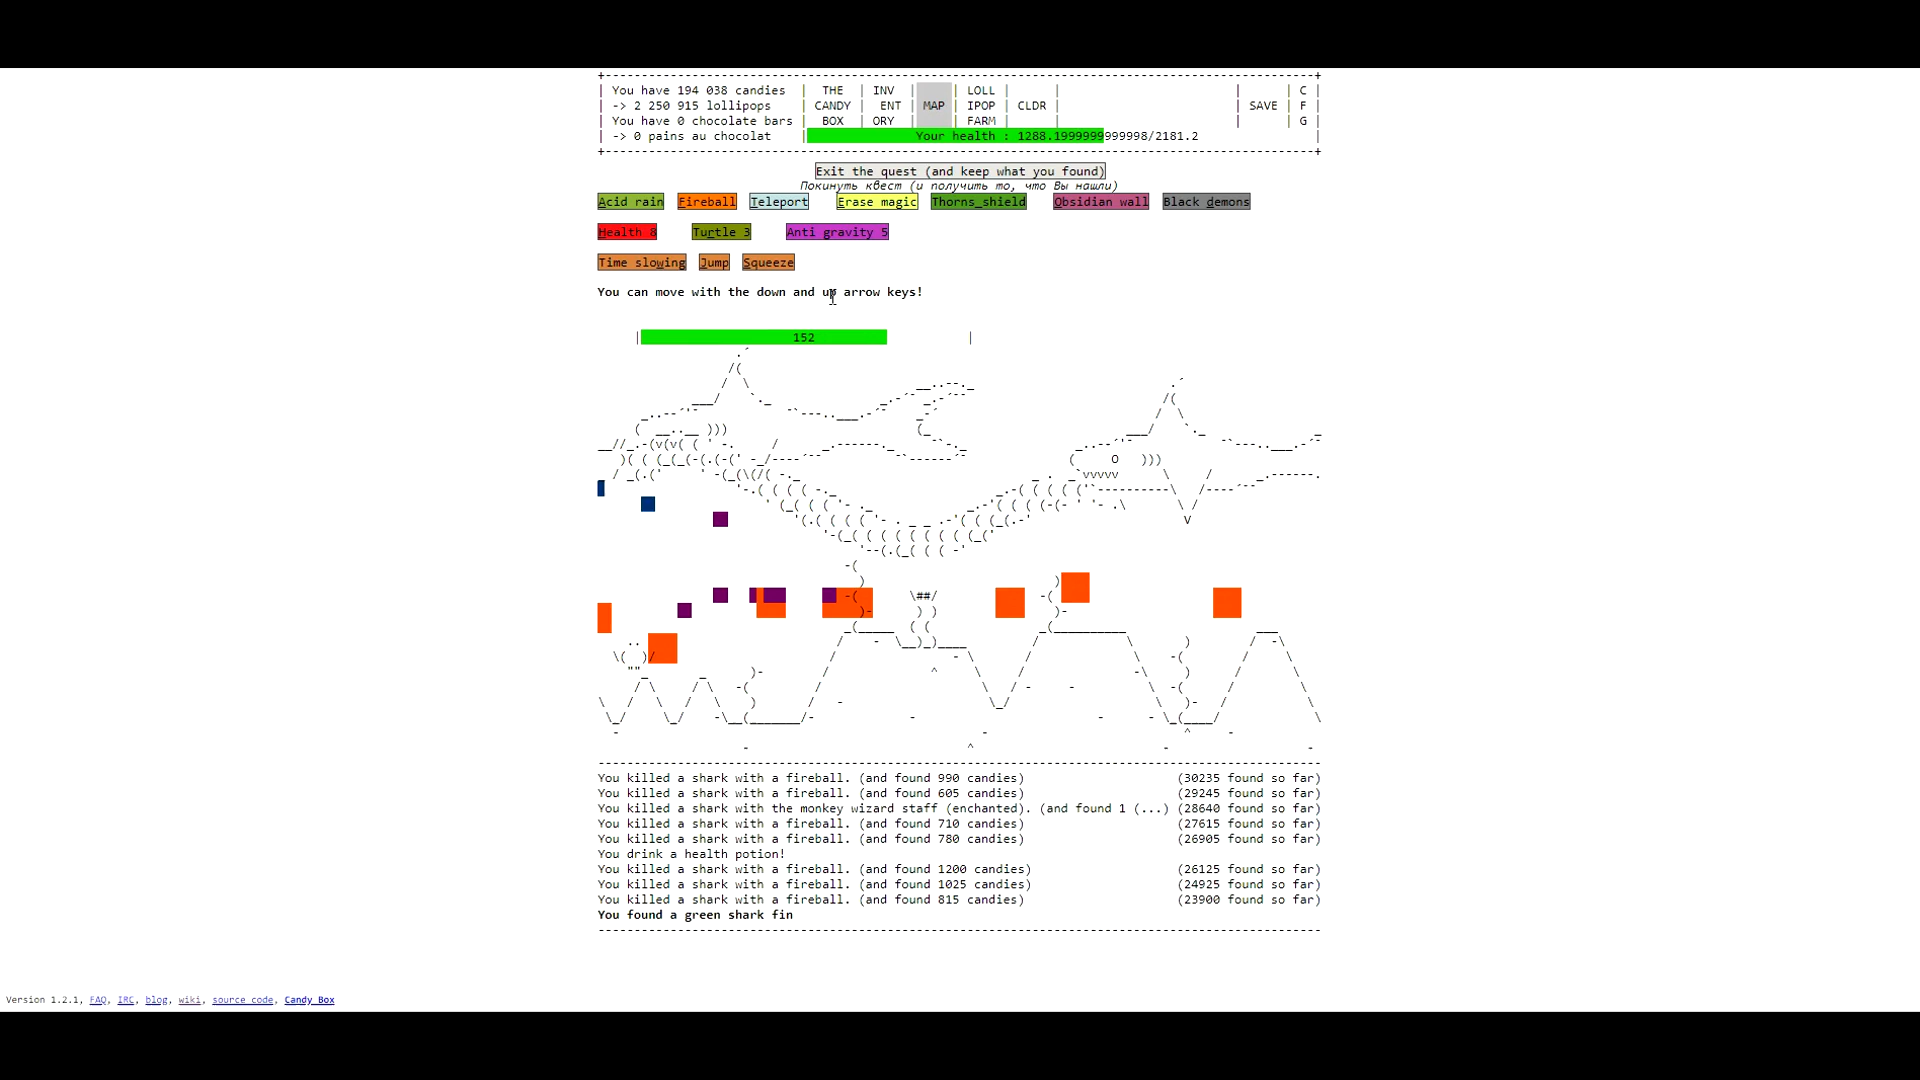 You have 194 038 candies | THE | INV | | LOLL | | | | C
-> 2 250 915 lollipops | CANDY | ENT | MAP | IPOP | CLDR | | SAVE | F
You have 0 chocolate bars | BOX | ORY | | FARM | | | | G
-> 0 pains au chocolat | Your health : 1288.1999999999998/2181.2
Exit the quest (and keep what you found)
Покинуть квест (и получить то, что Вы нашли)
Acid rain Fireball Teleport Erase magic Thorns_shield Obsidian wall Black demons
Health 8 Turtle 3 Anti gravity 5
Time slowing Jump Squeeze
You can move with the down and up arrow keys!
152
You killed a shark with a fireball. (and found 990 candies) (30235 found so far)
You killed a shark with a fireball. (and found 605 candies) (29245 found so far)
You killed a shark with the monkey wizard staff (enchanted). (and found 1 (...) (28640 found so far)
You killed a shark with a fireball. (and found 710 candies) (27615 found so far)
You killed a shark with a fireball. (and found 780 candies) (26905 found so far)
You drink a health potion!
You killed a shark with a fireball. (and found 1200 candies) (26125 found so far)
You killed a shark with a fireball. (and found 1025 candies) (24925 found so far)
You killed a shark with a fireball. (and found 815 candies) (23900 found so far)
You found a green shark fin
Version 1.2.1, FAQ, IRC, blog, wiki, source code, Candy Box